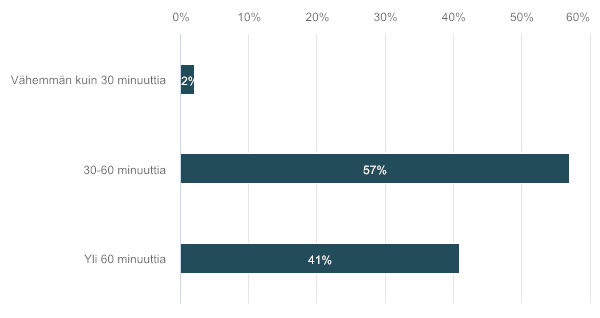 0% 10% 20% 30% 40% 50% 60%
Vähemmän kuin 30 minuuttia 2%
30-60 minuuttia 57%
Yli 60 minuuttia 41%